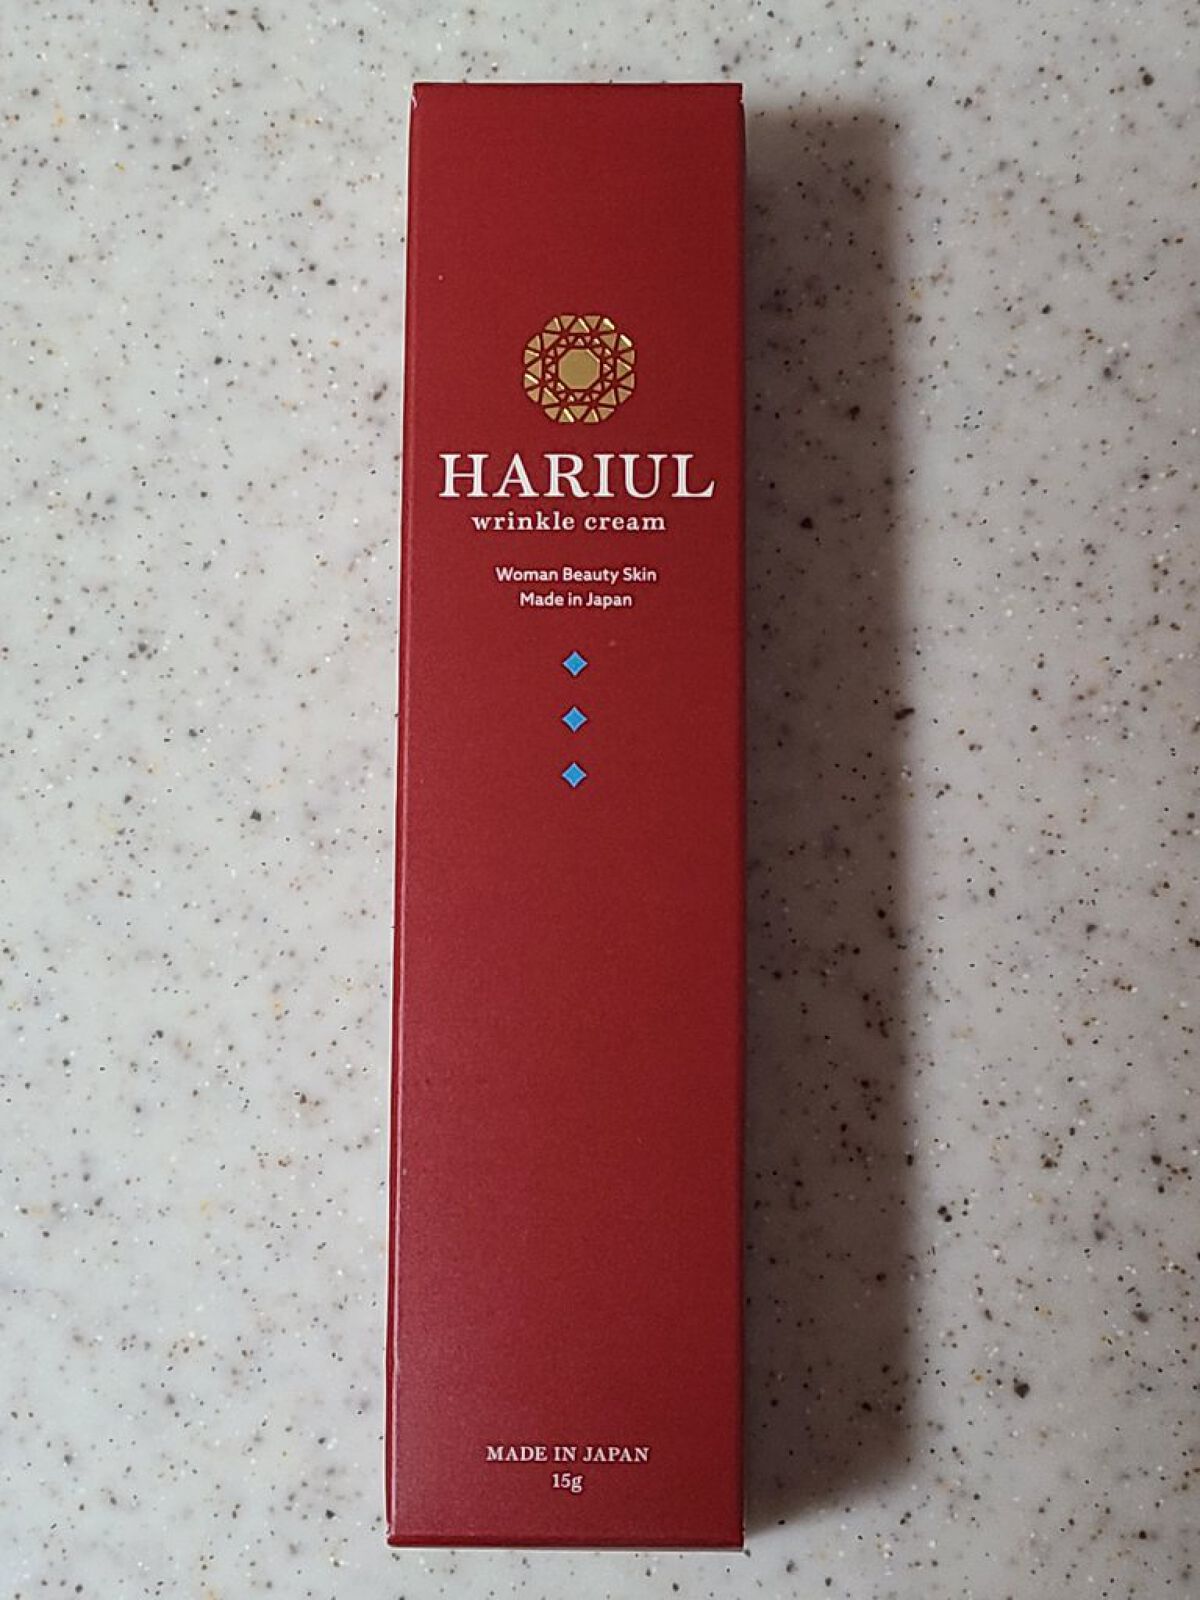 HARIUL
wrinkle cream
Woman Beauty Skin
Made in Japan
MADE IN JAPAN
15g